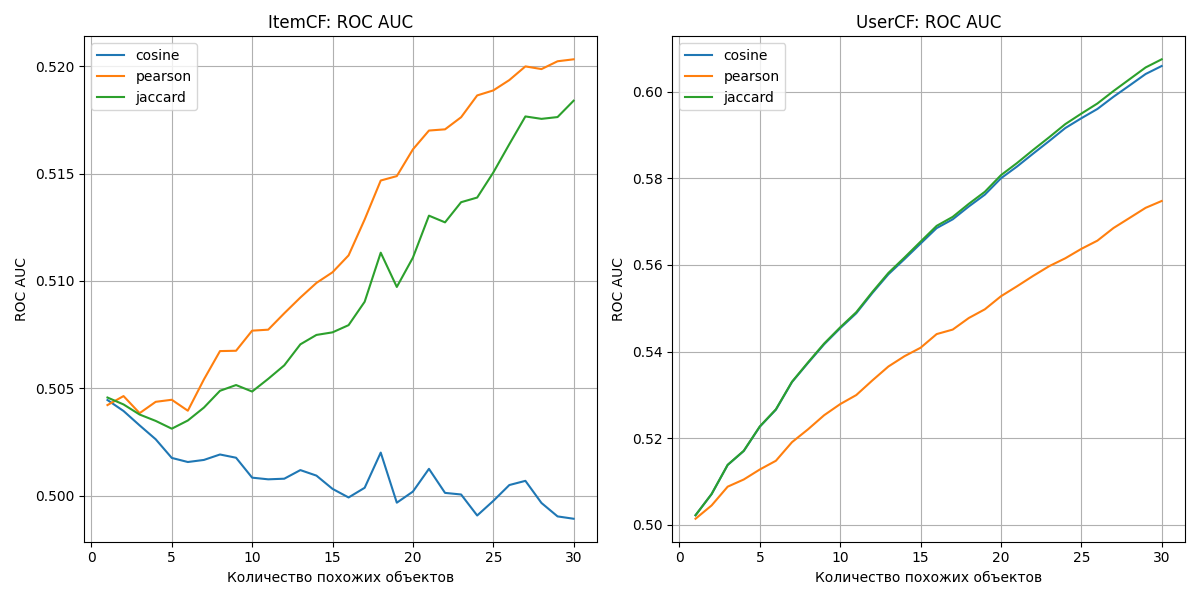 ItemCF: ROC AUC
cosine
pearson
jaccard
ROC AUC
0.520
0.515
0.510
0.505
0.500
0 5 10 15 20 25 30
Количество похожих объектов
UserCF: ROC AUC
cosine
pearson
jaccard
ROC AUC
0.60
0.58
0.56
0.54
0.52
0.50
0 5 10 15 20 25 30
Количество похожих объектов